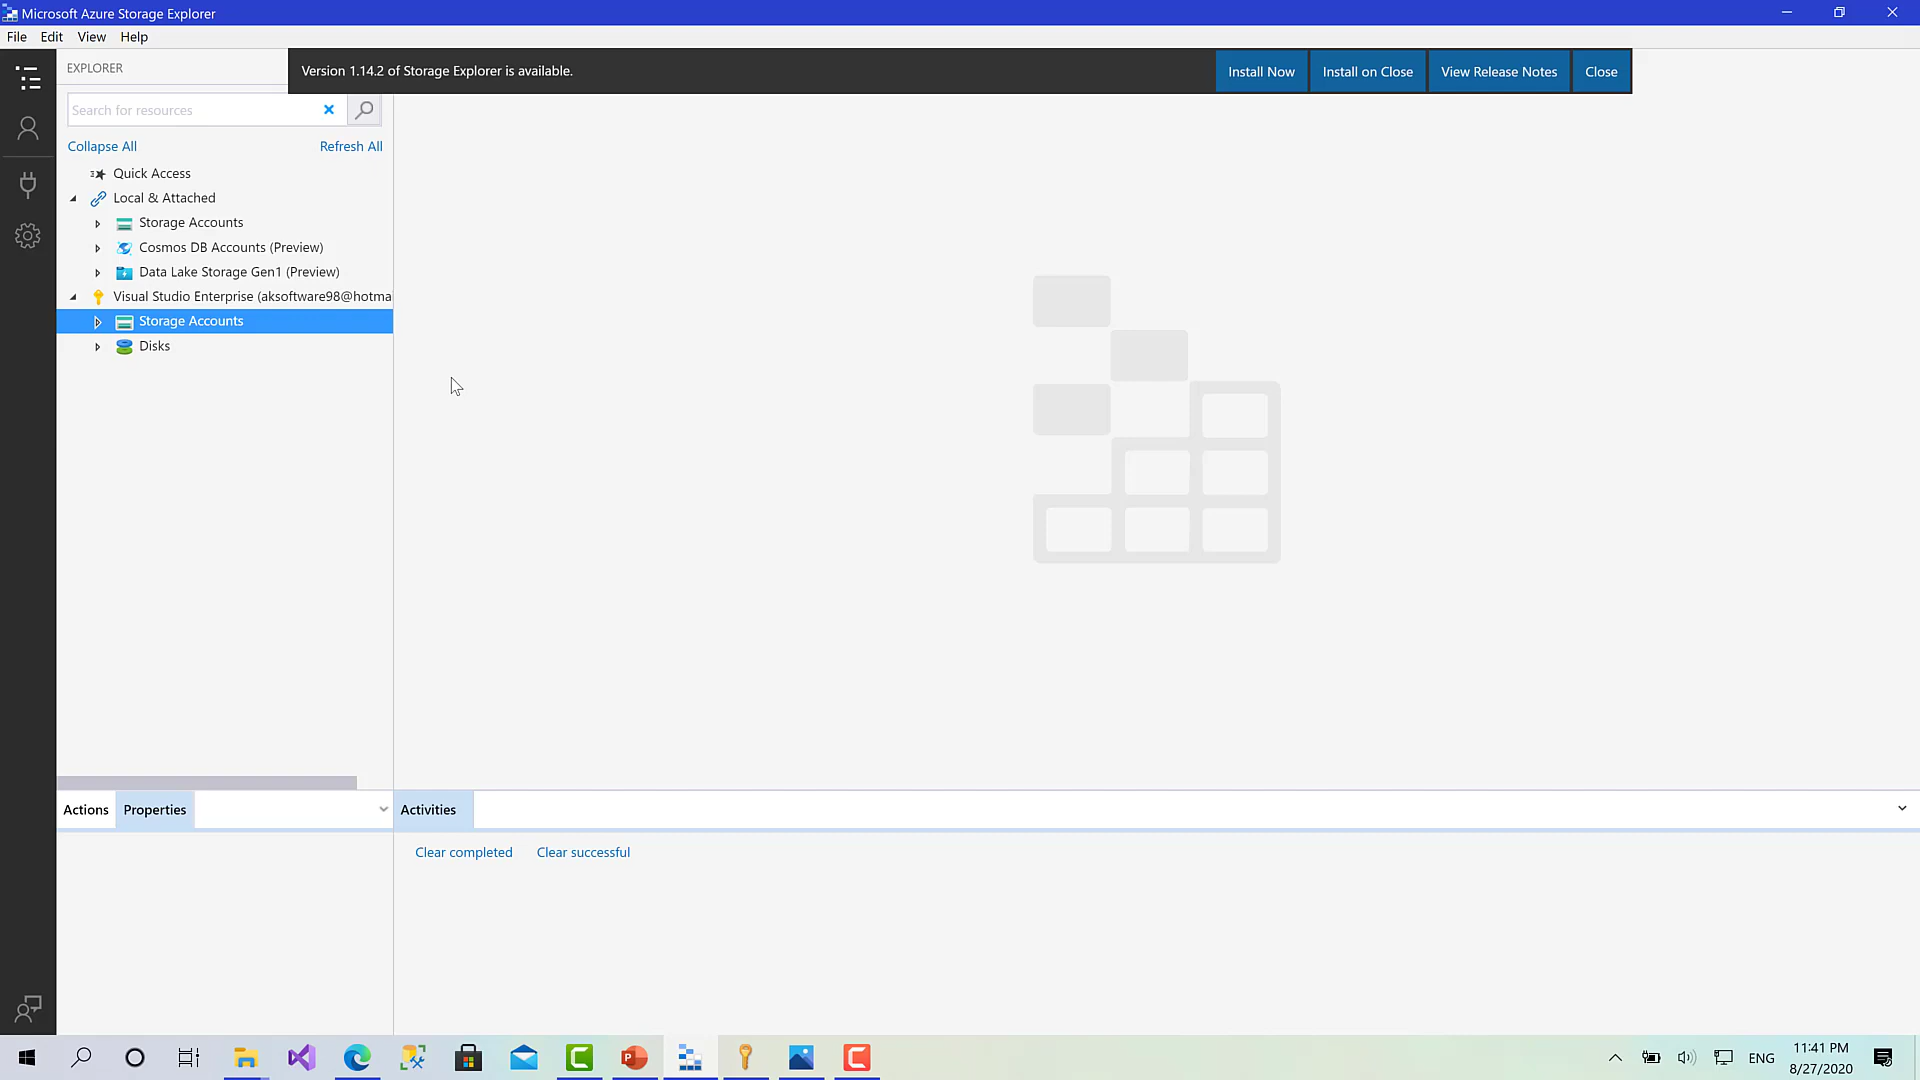 Microsoft Azure Storage Explorer
File Edit View Help
EXPLORER
Version 1.14.2 of Storage Explorer is available.
Install Now
Install on Close
View Release Notes
Close
Search for resources
Collapse All
Refresh All
Quick Access
Local & Attached
Storage Accounts
Cosmos DB Accounts (Preview)
Data Lake Storage Gen1 (Preview)
Visual Studio Enterprise (aksoftware98@hotma
Storage Accounts
Disks
Actions
Properties
Activities
Clear completed
Clear successful
ENG
11:41 PM
8/27/2020